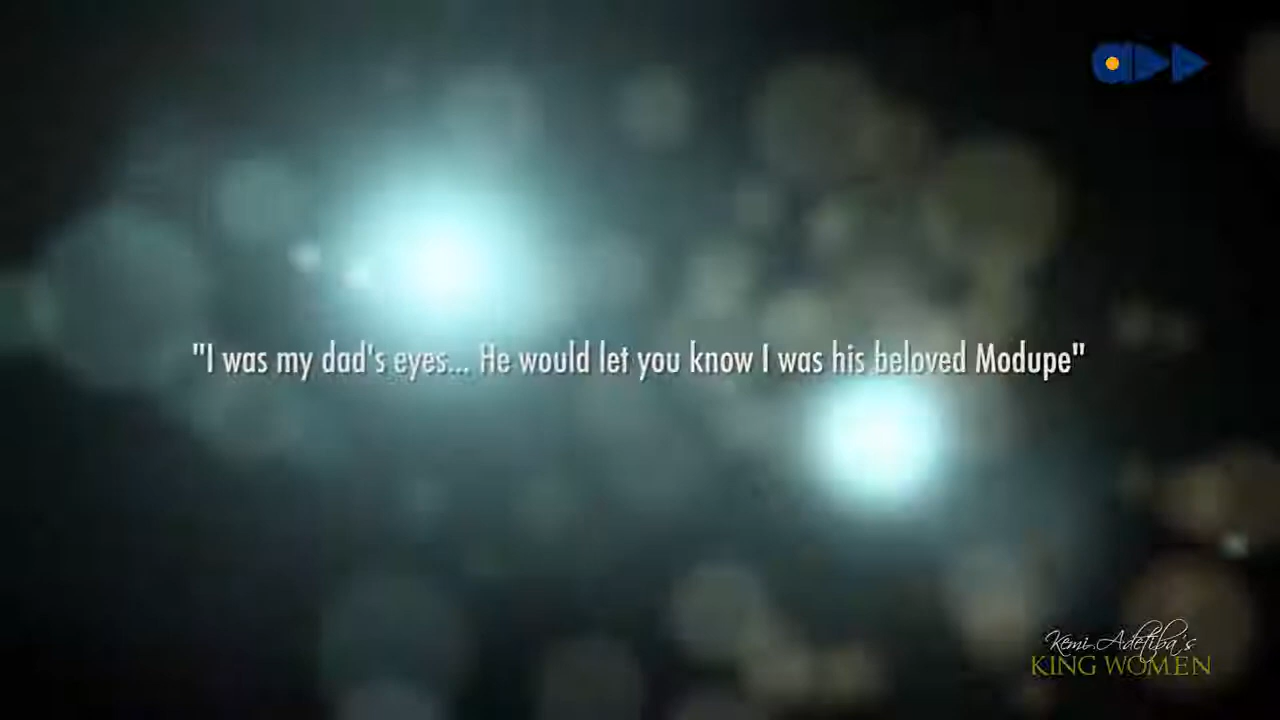 "I was my dad's eyes... He would let you know I was his beloved Modupe"
Kemi Adetiba's
KING WOMEN